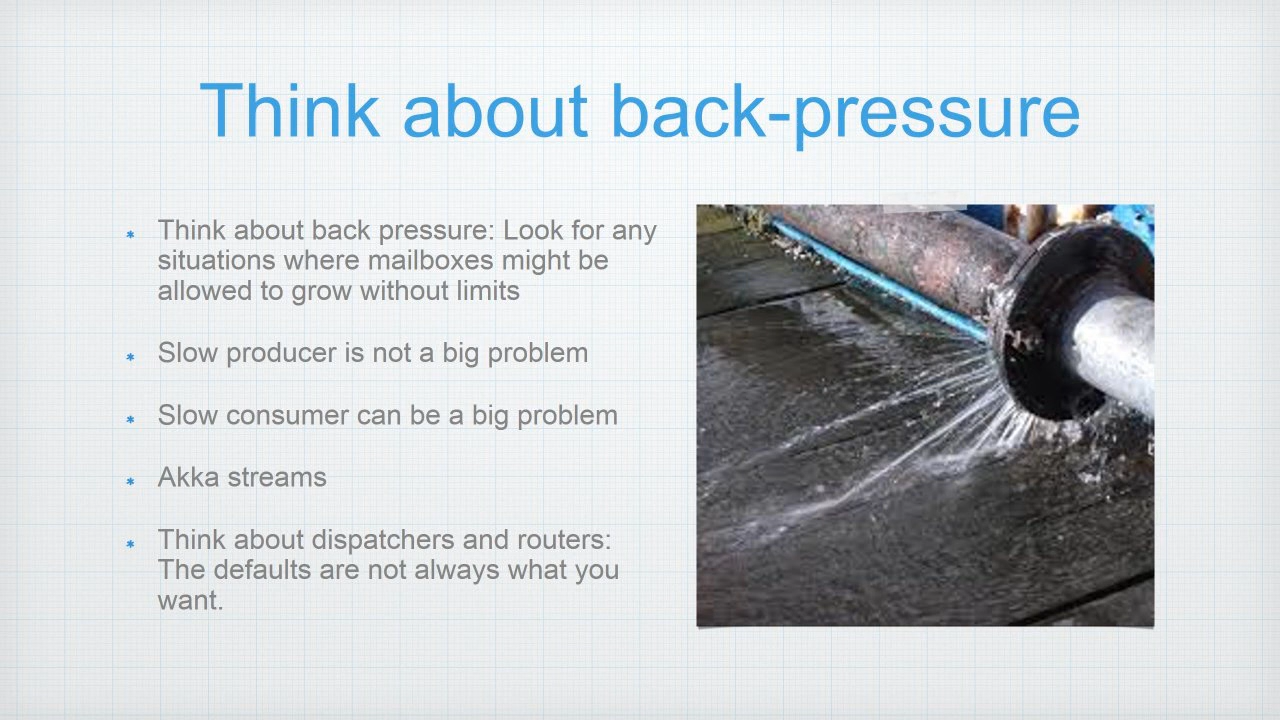 Think about back-pressure
* Think about back pressure: Look for any
situations where mailboxes might be
allowed to grow without limits
* Slow producer is not a big problem
* Slow consumer can be a big problem
* Akka streams
* Think about dispatchers and routers:
The defaults are not always what you
want.